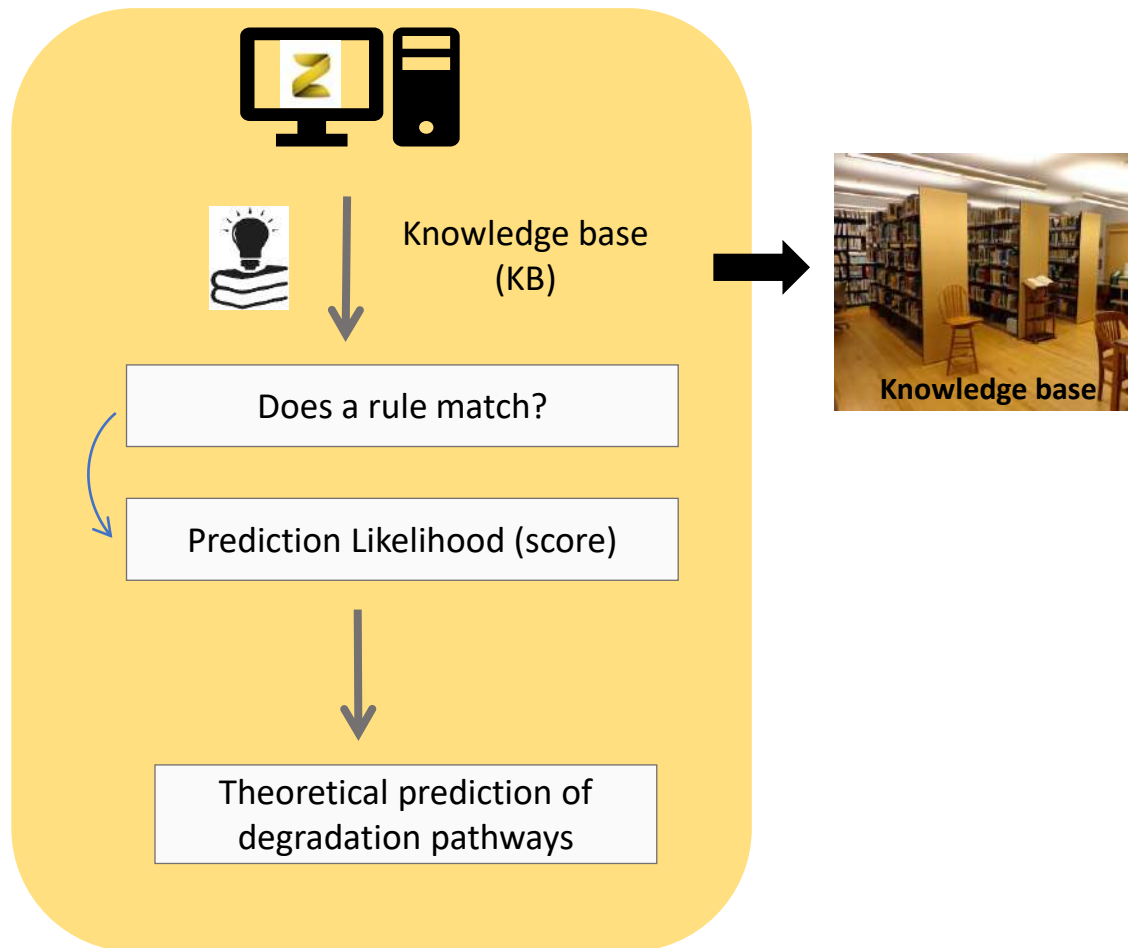 Knowledge base
(KB)
Knowledge base
Does a rule match?
Prediction Likelihood (score)
Theoretical prediction of
degradation pathways